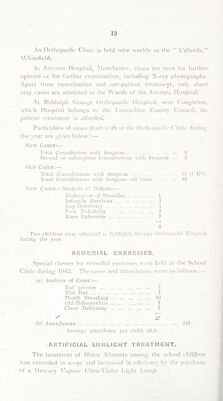 13
An Orthopaedic Clinic is held once weekly at the "Uplands,"
Whitefield.
At Ancoats Hospital, Manchester, cases are seen for further
opinion or for further examination, including X-ray photographs.
Apart from examination and out-patient treatment, only short
stay cases are admitted to the Wards of the Ancoats Hospital.
At Biddulph Grange Orthopaedic Hospital, near Congleton,
which Hospital belongs to the Lancashire County Council, in-
patient treatment is afforded.
Particulars of cases dealt with at the Orthopaedic Clinic during
the year are given below:—
New Cases:—
First Consultation with Surgeon
Second or subsequent Consultations with Surgeon
Old Cases:—
Total Consultations with Surgeon
Total Consultations with Surgeon—all cases
New Cases—Analysis of Defects:—
Dislocation of Shoulder 1
Infantile Paralysis 1
Leg Deformity
Foot Deformity
Knee Deformity
Two children were admitted to Biddulph Grange Orthopaedic Hospital
during the year.
REMEDIAL EXERCISES.
Special classes for remedial exercises were held at the School
Clinic during 1942. The cases and attendances were as follows:—
(a) Analysis of Cases:—
Bad posture 7
Flat feet
Mouth Breathing 10
Old Poliomyelitis 1
Chest Deformity
(b) Attendances
Average attendance per child,
ARTIFICIAL SUNLIGHT TREATMENT.
The treatment of Minor Ailments among the school children
was extended in scope and increased in efficiency by the purchase
of a Mercury Vapour Ultra-Violet Light Lamp.